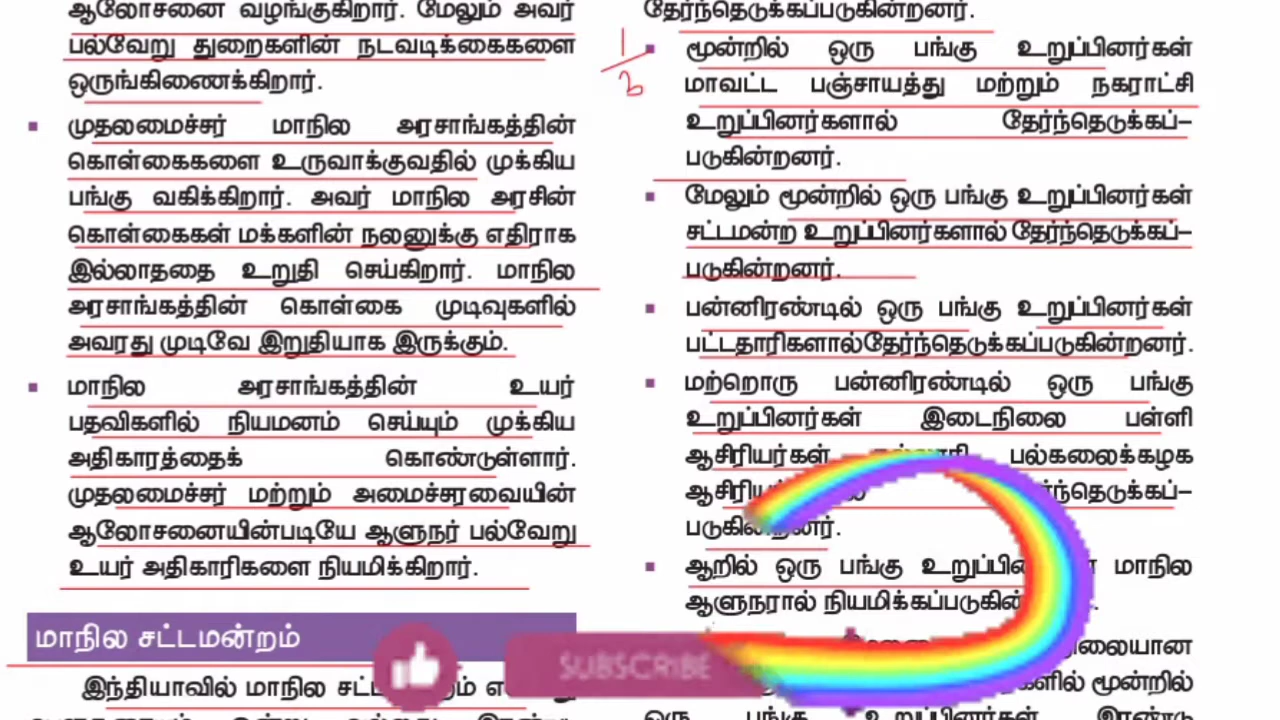 ஆலோசனை வழங்குகிறார். மேலும் அவர்
பல்வேறு துறைகளின் நடவடிக்கைகளை
ஒருங்கிணைக்கிறார்.
முதலமைச்சர் மாநில அரசாங்கத்தின்
கொள்கைகளை உருவாக்குவதில் முக்கிய
பங்கு வகிக்கிறார். அவர் மாநில அரசின்
கொள்கைகள் மக்களின் நலனுக்கு எதிராக
இல்லாததை உறுதி செய்கிறார். மாநில
அரசாங்கத்தின் கொள்கை முடிவுகளில்
அவரது முடிவே இறுதியாக இருக்கும்.
மாநில அரசாங்கத்தின் உயர்
பதவிகளில் நியமனம் செய்யும் முக்கிய
அதிகாரத்தைக் கொண்டுள்ளார்.
முதலமைச்சர் மற்றும் அமைச்சரவையின்
ஆலோசனையின்படியே ஆளுநர் பல்வேறு
உயர் அதிகாரிகளை நியமிக்கிறார்.
மாநில சட்டமன்றம்
இந்தியாவில் மாநில
தேர்ந்தெடுக்கப்படுகின்றனர்.
1/3
மூன்றில் ஒரு பங்கு உறுப்பினர்கள்
மாவட்ட பஞ்சாயத்து மற்றும் நகராட்சி
உறுப்பினர்களால் தேர்ந்தெடுக்கப்-
படுகின்றனர்.
மேலும் மூன்றில் ஒரு பங்கு உறுப்பினர்கள்
சட்டமன்ற உறுப்பினர்களால் தேர்ந்தெடுக்கப்-
படுகின்றனர்.
பன்னிரண்டில் ஒரு பங்கு உறுப்பினர்கள்
பட்டதாரிகளால்தேர்ந்தெடுக்கப்படுகின்றனர்.
மற்றொரு பன்னிரண்டில் ஒரு பங்கு
உறுப்பினர்கள் இடைநிலை பள்ளி
ஆசிரியர்கள் பல்கலைக்கழக
படுகின்றனர்.
ஆறில் ஒரு பங்கு மாநில
ஆளுநரால்
மூன்றில்
ஒரு பங்கு உறுப்பினர்கள் இரண்டு
SUBSCRIBE